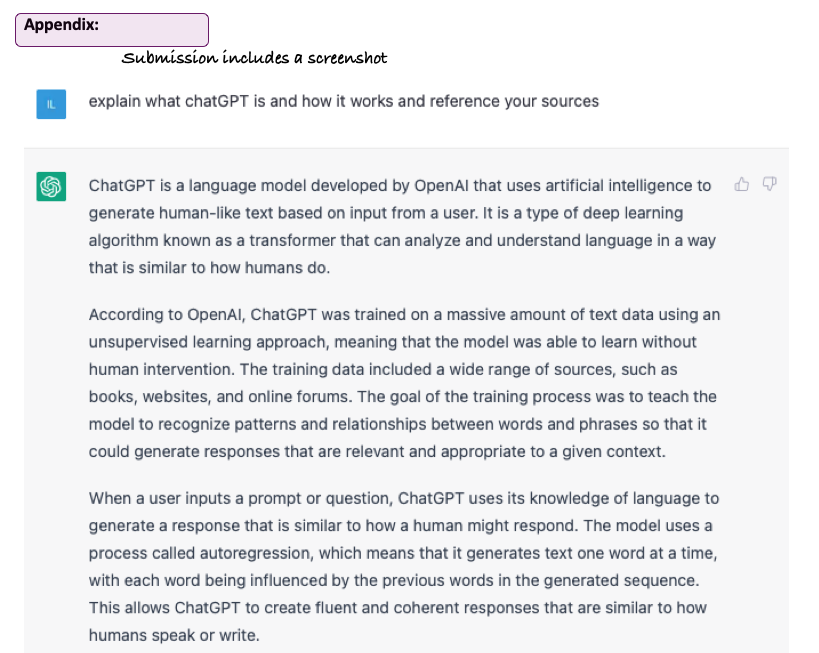 Appendix:
Submission includes a screenshot
IL
explain what chatGPT is and how it works and reference your sources
ChatGPT is a language model developed by OpenAI that uses artificial intelligence to
generate human-like text based on input from a user. It is a type of deep learning
algorithm known as a transformer that can analyze and understand language in a way
that is similar to how humans do.
According to OpenAI, ChatGPT was trained on a massive amount of text data using an
unsupervised learning approach, meaning that the model was able to learn without
human intervention. The training data included a wide range of sources, such as
books, websites, and online forums. The goal of the training process was to teach the
model to recognize patterns and relationships between words and phrases so that it
could generate responses that are relevant and appropriate to a given context.
When a user inputs a prompt or question, ChatGPT uses its knowledge of language to
generate a response that is similar to how a human might respond. The model uses a
process called autoregression, which means that it generates text one word at a time,
with each word being influenced by the previous words in the generated sequence.
This allows ChatGPT to create fluent and coherent responses that are similar to how
humans speak or write.